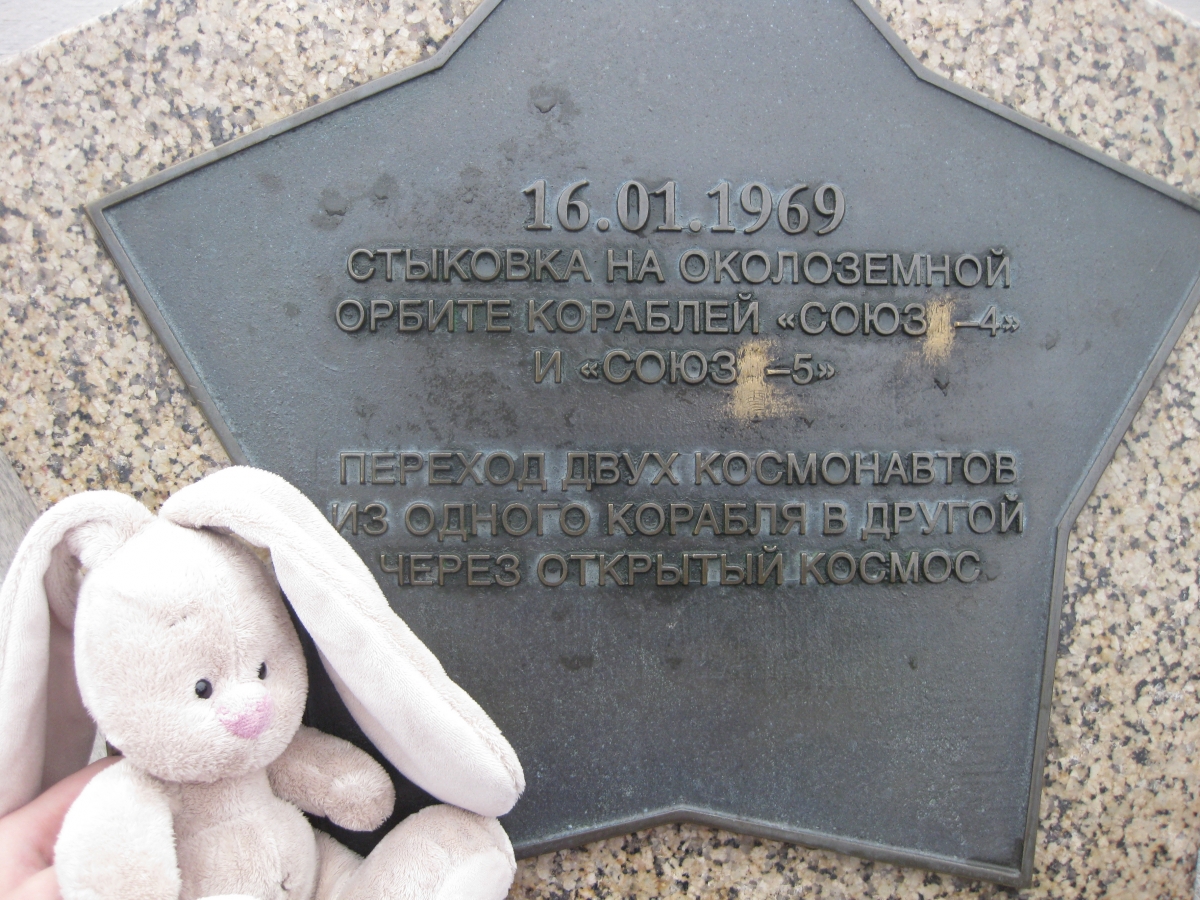 16.01.1969
СТЫКОВКА НА ОКОЛОЗЕМНОЙ
ОРБИТЕ КОРАБЛЕЙ «СОЮЗ –4»
И «СОЮЗ –5»
ПЕРЕХОД ДВУХ КОСМОНАВТОВ
ИЗ ОДНОГО КОРАБЛЯ В ДРУГОЙ
ЧЕРЕЗ ОТКРЫТЫЙ КОСМОС